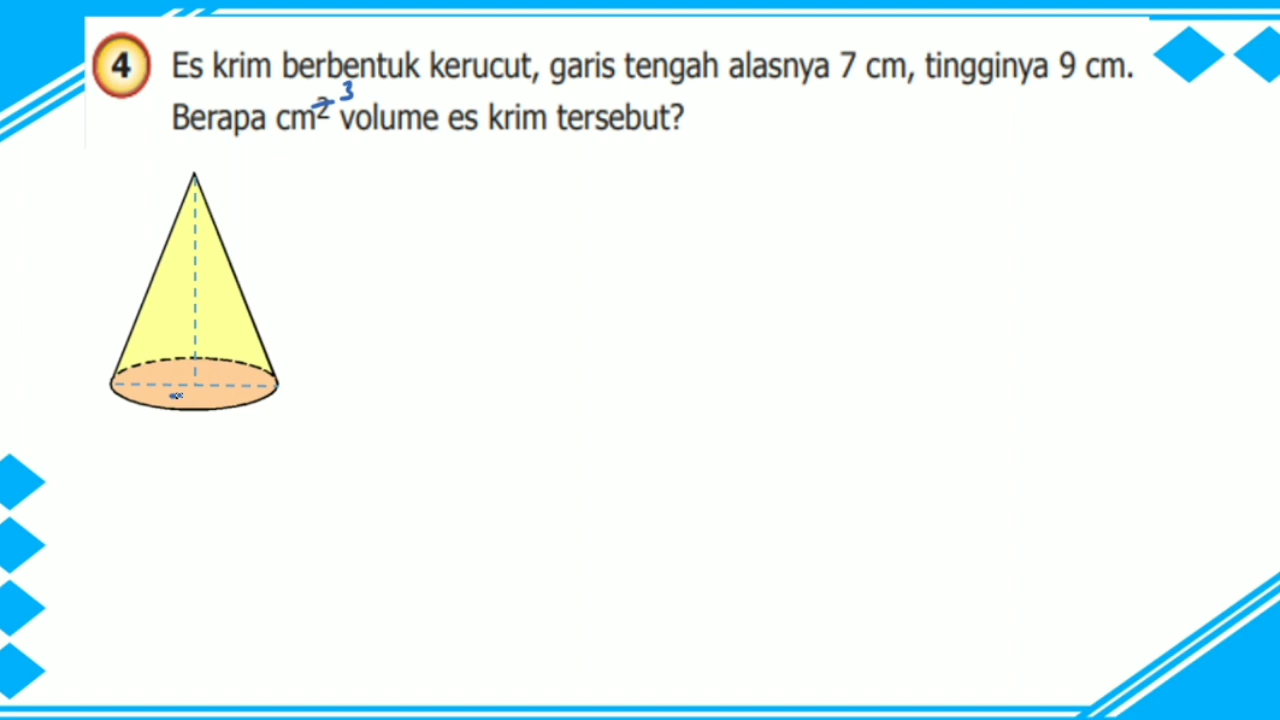 4 Es krim berbentuk kerucut, garis tengah alasnya 7 cm, tingginya 9 cm.
Berapa cm² ³ volume es krim tersebut?